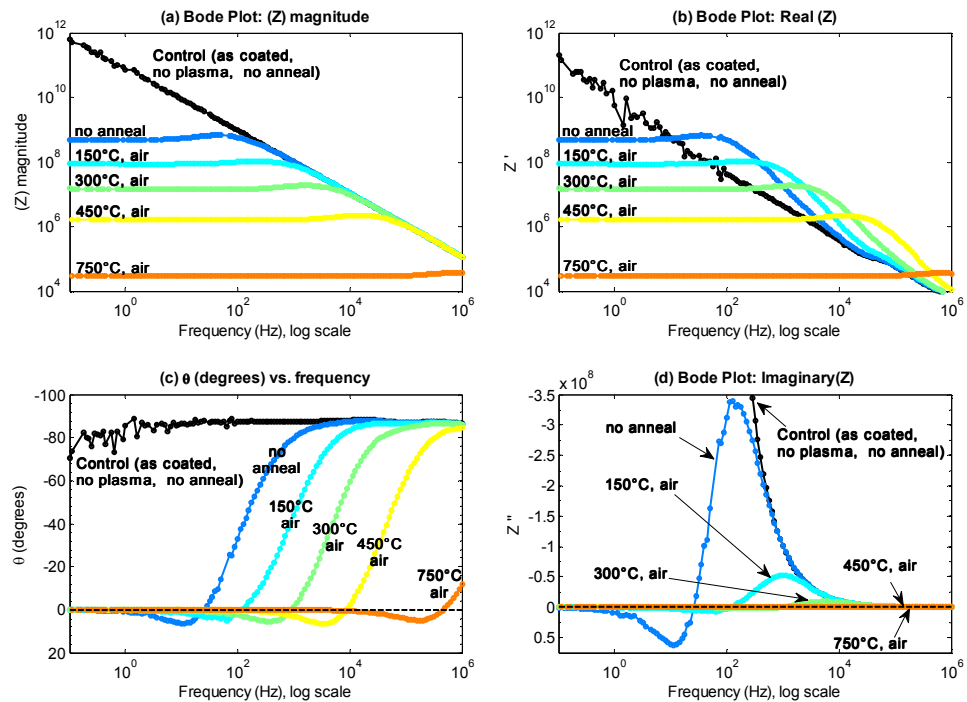 (a) Bode Plot: (Z) magnitude
10^12
10^10
10^8
10^6
10^4
(Z) magnitude
Control (as coated,
no plasma, no anneal)
no anneal
150°C, air
300°C, air
450°C, air
750°C, air
10^0
10^2
10^4
10^6
Frequency (Hz), log scale
(b) Bode Plot: Real (Z)
10^12
10^10
10^8
10^6
10^4
Z '
Control (as coated,
no plasma, no anneal)
no anneal
150°C, air
300°C, air
450°C, air
750°C, air
10^0
10^2
10^4
10^6
Frequency (Hz), log scale
(c) θ (degrees) vs. frequency
-100
-80
-60
-40
-20
0
20
θ (degrees)
Control (as coated,
no plasma, no anneal)
no
anneal
150°C
air
300°C
air
450°C
air
750°C
air
10^0
10^2
10^4
10^6
Frequency (Hz), log scale
(d) Bode Plot: Imaginary(Z)
x 10^8
-3.5
-3
-2.5
-2
-1.5
-1
-0.5
0
0.5
Z "
no anneal
Control (as coated,
no plasma, no anneal)
150°C, air
300°C, air
450°C, air
750°C, air
10^0
10^2
10^4
10^6
Frequency (Hz), log scale